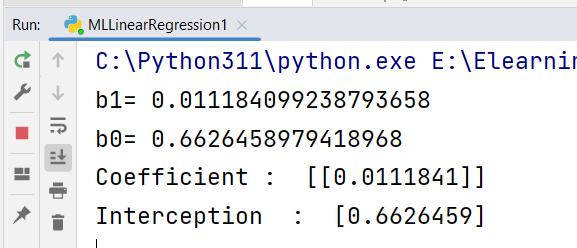 Run: MLLinearRegression1
C:\Python311\python.exe E:\Elearnin
b1= 0.011184099238793658
b0= 0.6626458979418968
Coefficient :  [[0.0111841]]
Interception  :  [0.6626459]